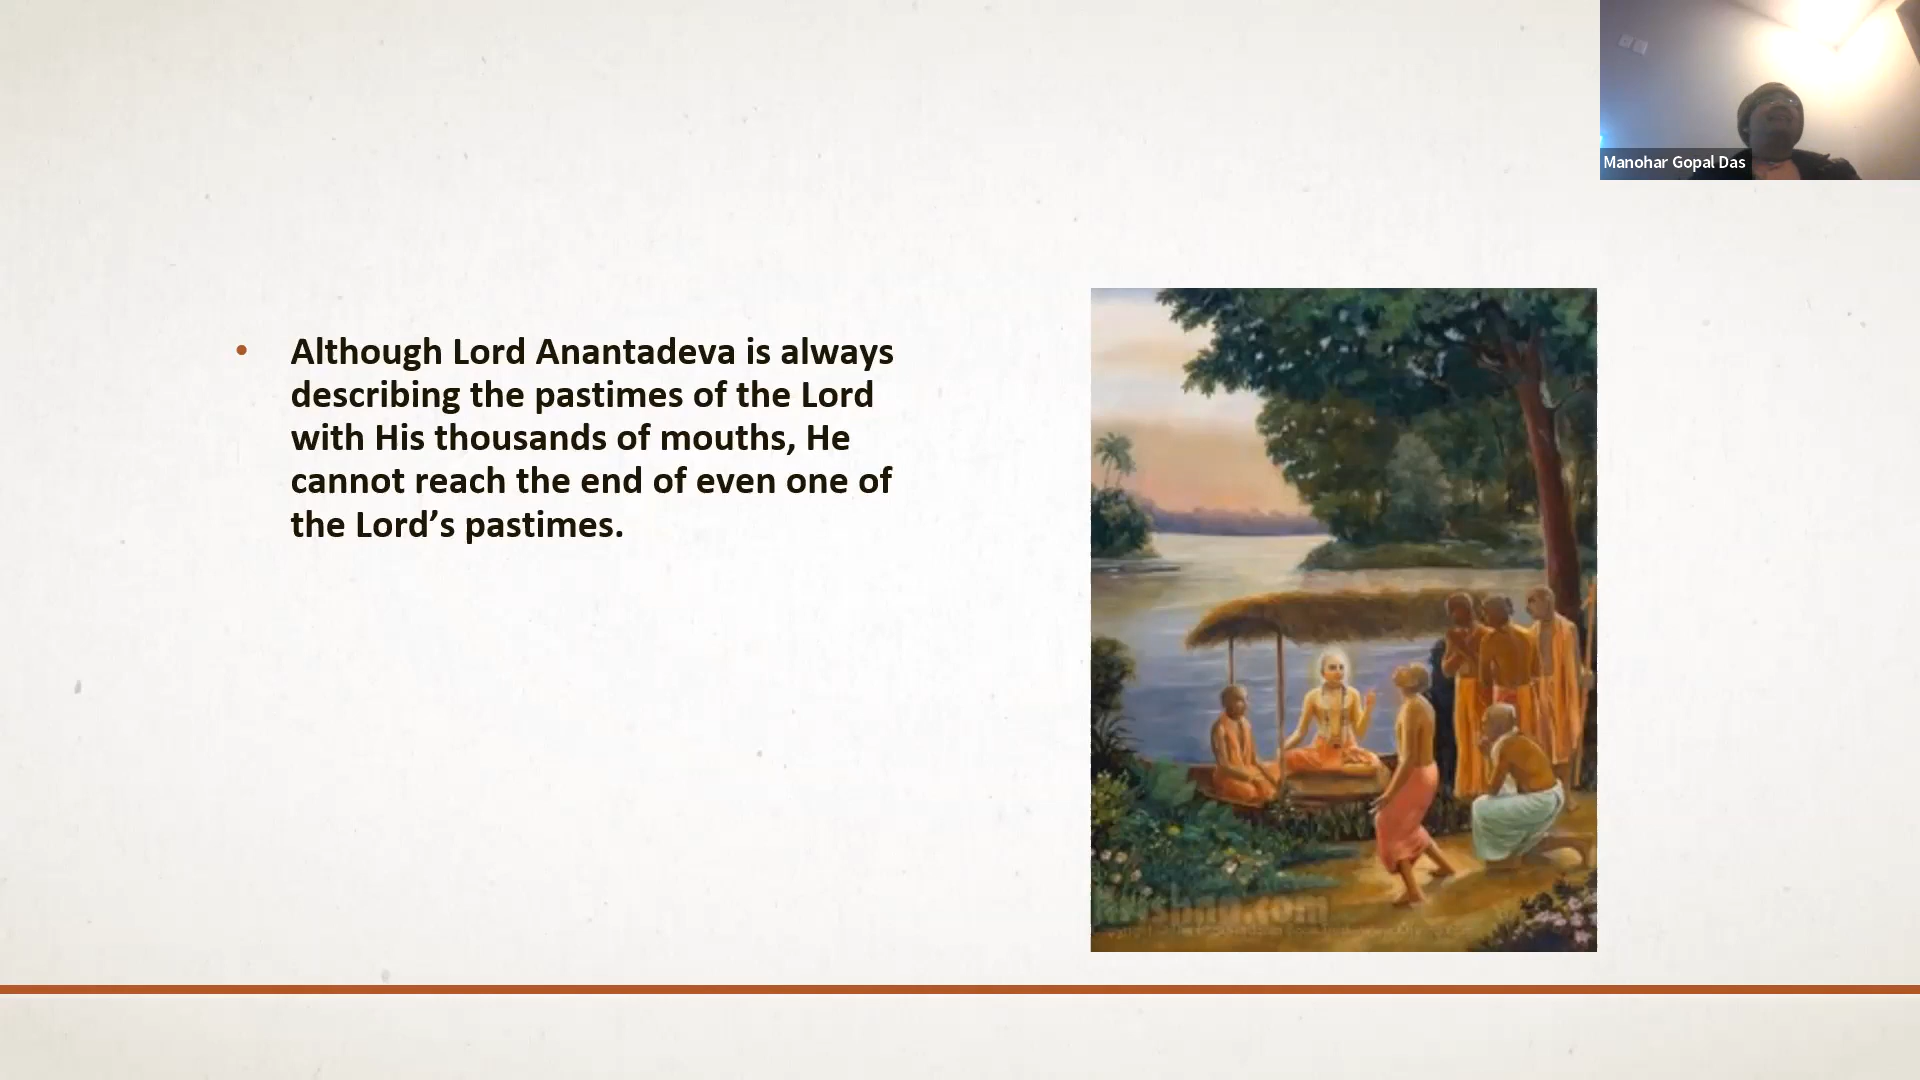 Manohar Gopal Das
• Although Lord Anantadeva is always
describing the pastimes of the Lord
with His thousands of mouths, He
cannot reach the end of even one of
the Lord’s pastimes.